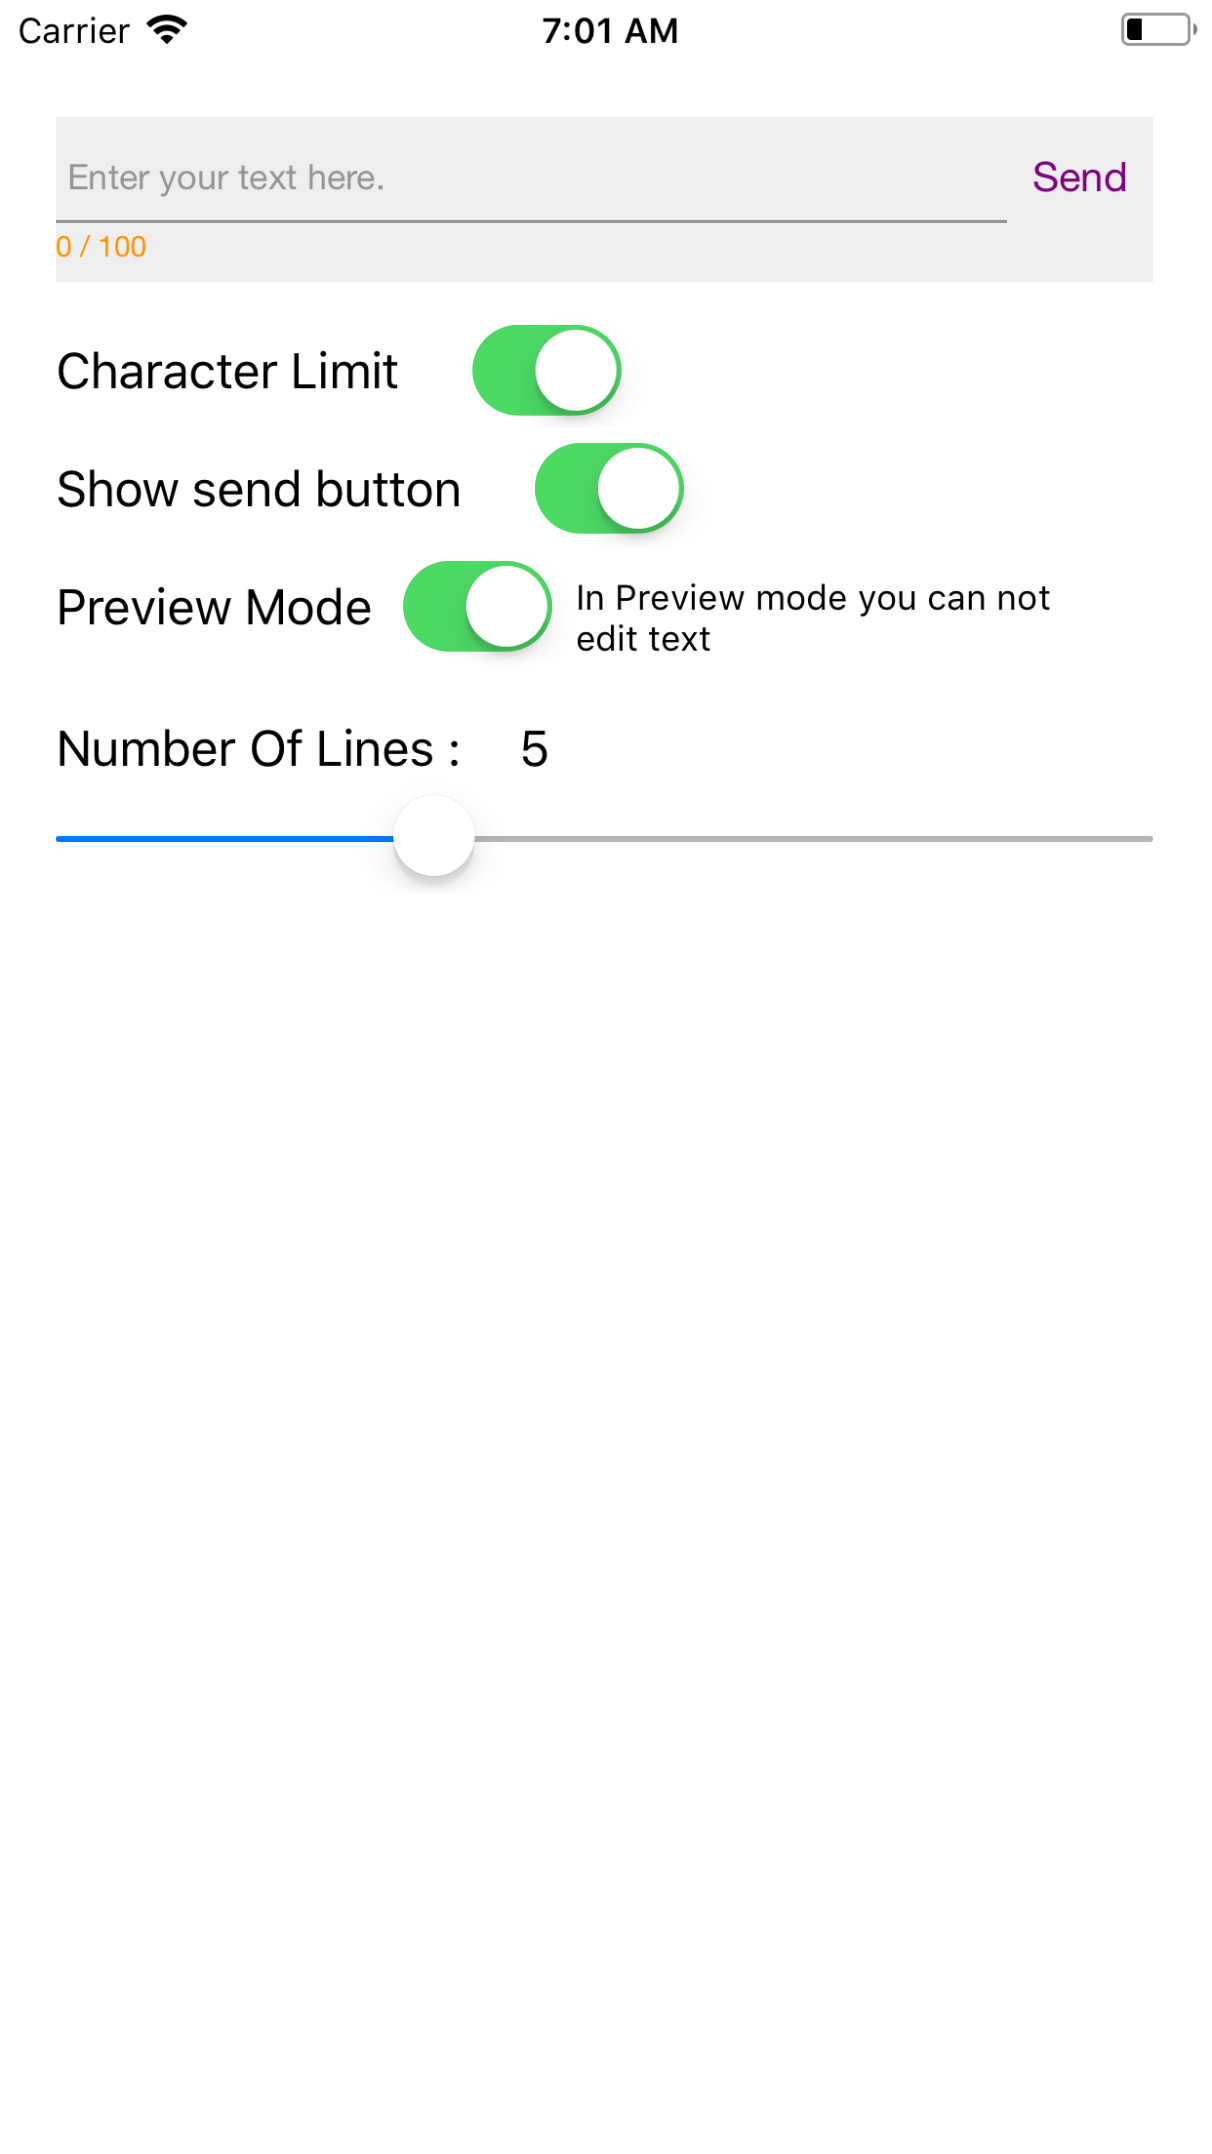 Carrier 7:01 AM
Enter your text here. Send
0 / 100
Character Limit
Show send button
Preview Mode In Preview mode you can not
edit text
Number Of Lines : 5